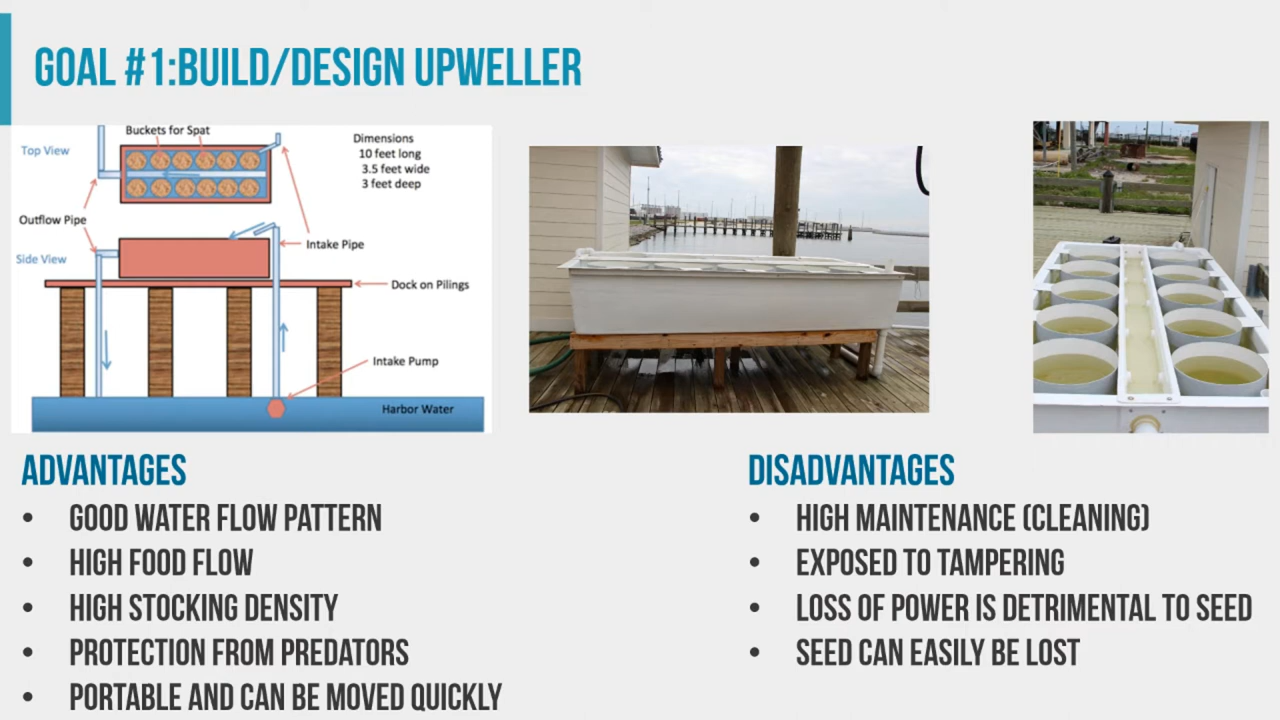 GOAL #1:BUILD/DESIGN UPWELLER
Buckets for Spat
Top View
Dimensions
10 feet long
3.5 feet wide
3 feet deep
Outflow Pipe
Intake Pipe
Side View
Dock on Pilings
Intake Pump
Harbor Water
ADVANTAGES
• GOOD WATER FLOW PATTERN
• HIGH FOOD FLOW
• HIGH STOCKING DENSITY
• PROTECTION FROM PREDATORS
• PORTABLE AND CAN BE MOVED QUICKLY
DISADVANTAGES
• HIGH MAINTENANCE (CLEANING)
• EXPOSED TO TAMPERING
• LOSS OF POWER IS DETRIMENTAL TO SEED
• SEED CAN EASILY BE LOST